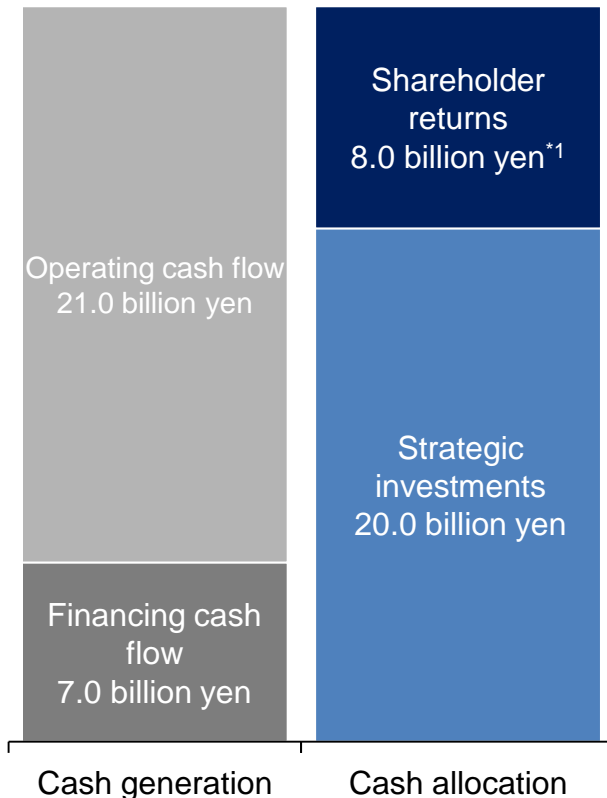 Operating cash flow
21.0 billion yen
Financing cash
flow
7.0 billion yen
Shareholder
returns
8.0 billion yen*1
Strategic
investments
20.0 billion yen
Cash generation
Cash allocation